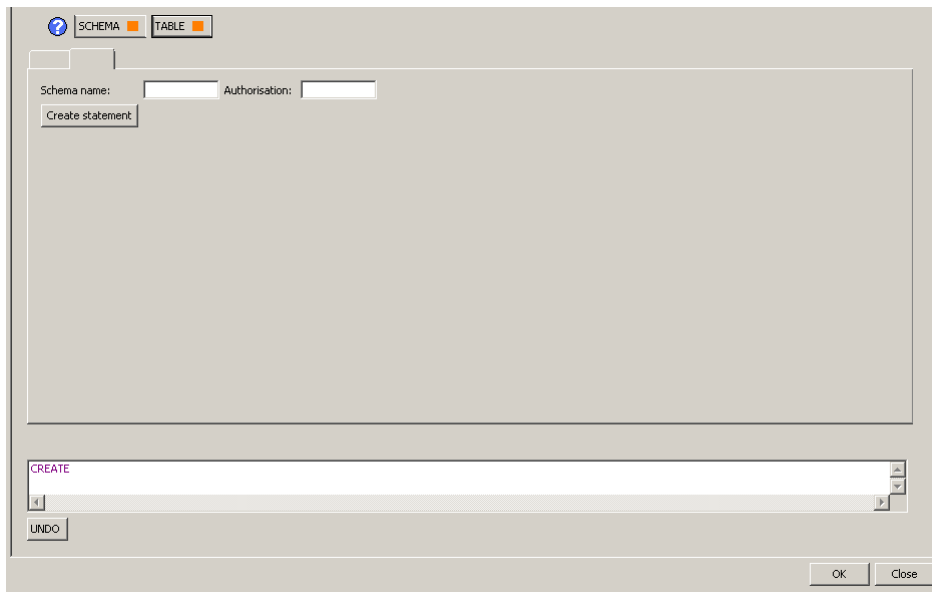 ? SCHEMA TABLE
Schema name: Authorisation:
Create statement
CREATE
UNDO
OK Close